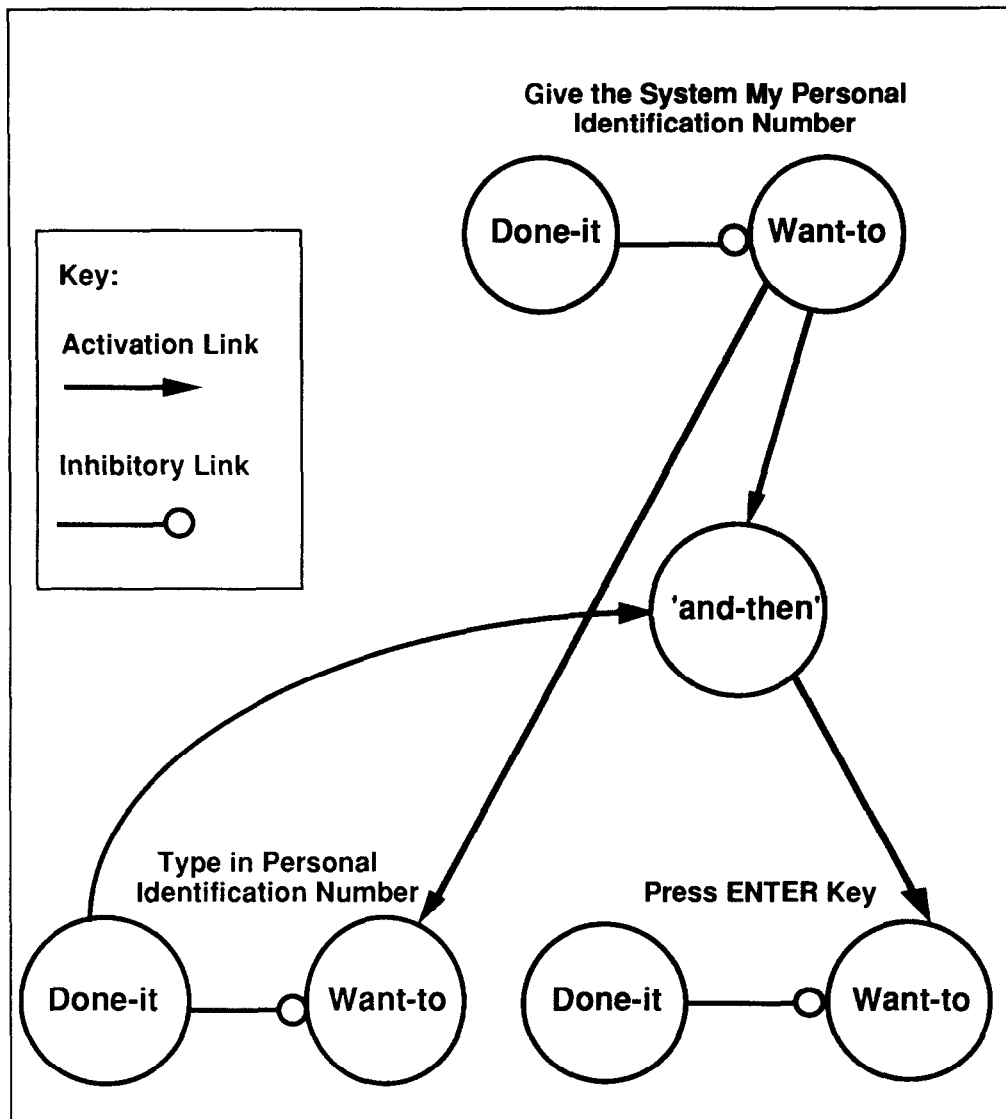 Give the System My Personal
Identification Number
Done-it
Want-to
Key:
Activation Link
Inhibitory Link
'and-then'
Type in Personal
Identification Number
Press ENTER Key
Done-it
Want-to
Done-it
Want-to